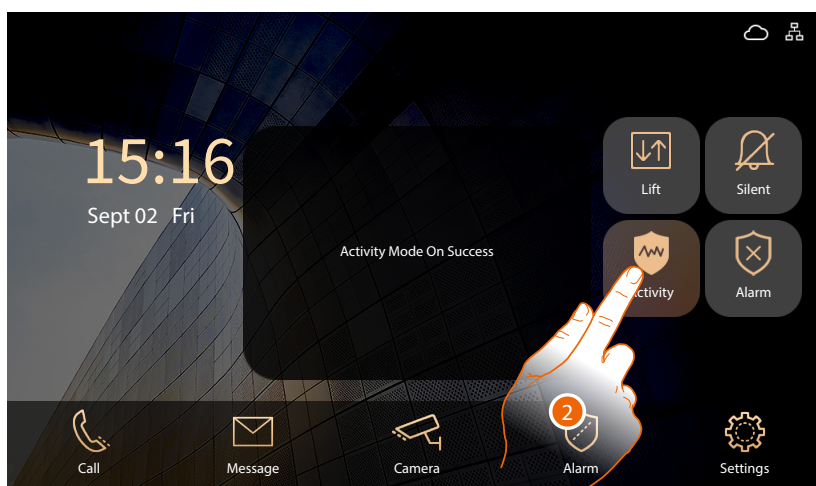 15:16
Sept 02 Fri
Activity Mode On Success
Lift
Silent
Activity
Alarm
2
Call
Message
Camera
Alarm
Settings